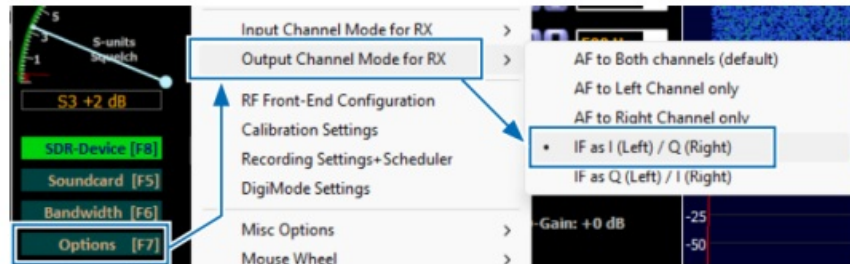 5
3
1
S-units
Squelch
S3 +2 dB
SDR-Device [F8]
Soundcard [F5]
Bandwidth [F6]
Options [F7]
Input Channel Mode for RX
Output Channel Mode for RX
RF Front-End Configuration
Calibration Settings
Recording Settings+Scheduler
DigiMode Settings
Misc Options
Mouse Wheel
AF to Both channels (default)
AF to Left Channel only
AF to Right Channel only
IF as I (Left) / Q (Right)
IF as Q (Left) / I (Right)
-Gain: +0 dB
-25
-50